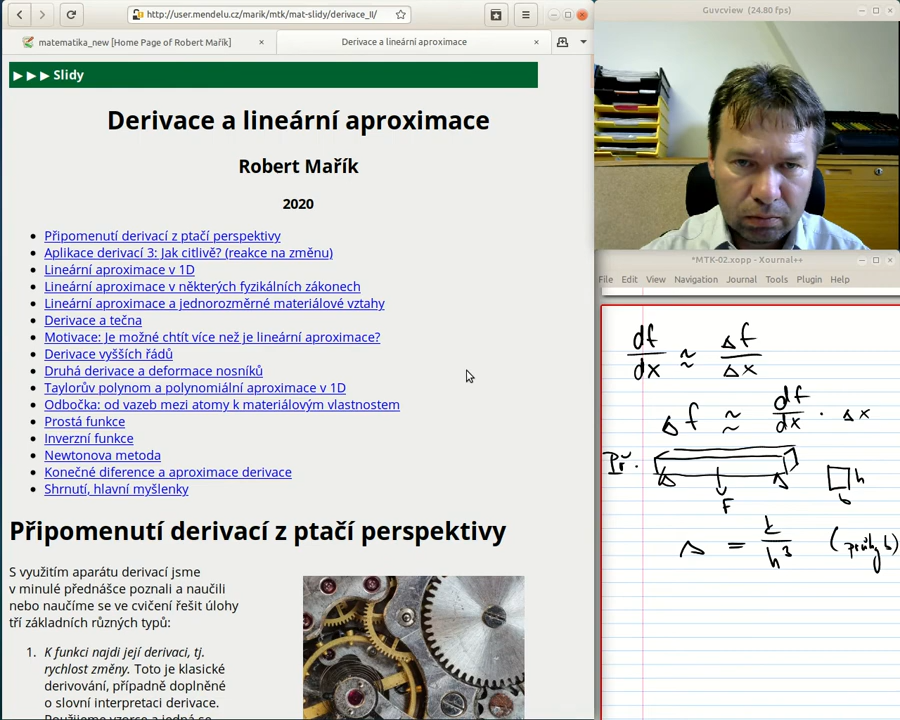 http://user.mendelu.cz/marik/mtk/mat-slidy/derivace_II/
matematika_new [Home Page of Robert Mařík]
Derivace a lineární aproximace
▶ ▶ ▶ Slidy
Derivace a lineární aproximace
Robert Mařík
2020
Připomenutí derivací z ptačí perspektivy
Aplikace derivací 3: Jak citlivě? (reakce na změnu)
Lineární aproximace v 1D
Lineární aproximace v některých fyzikálních zákonech
Lineární aproximace a jednorozměrné materiálové vztahy
Derivace a tečna
Motivace: Je možné chtít více než je lineární aproximace?
Derivace vyšších řádů
Druhá derivace a deformace nosníků
Taylorův polynom a polynomiální aproximace v 1D
Odbočka: od vazeb mezi atomy k materiálovým vlastnostem
Prostá funkce
Inverzní funkce
Newtonova metoda
Konečné diference a aproximace derivace
Shrnutí, hlavní myšlenky
Připomenutí derivací z ptačí perspektivy
S využitím aparátu derivací jsme
v minulé přednášce poznali a naučili
nebo naučíme se ve cvičení řešit úlohy
tří základních různých typů:
1. K funkci najdi její derivaci, tj.
rychlost změny. Toto je klasické
derivování, případně doplněné
o slovní interpretaci derivace.
Použijeme vzorce a jedná se
Guvcview (24.80 fps)
*MTK-02.xopp - Xournal++
File Edit View Navigation Journal Tools Plugin Help
df/dx ≈ Δf/Δx
Δf ≈ df/dx · Δx
Př.
h
b
F
Δ = k/h³ (průhyb)